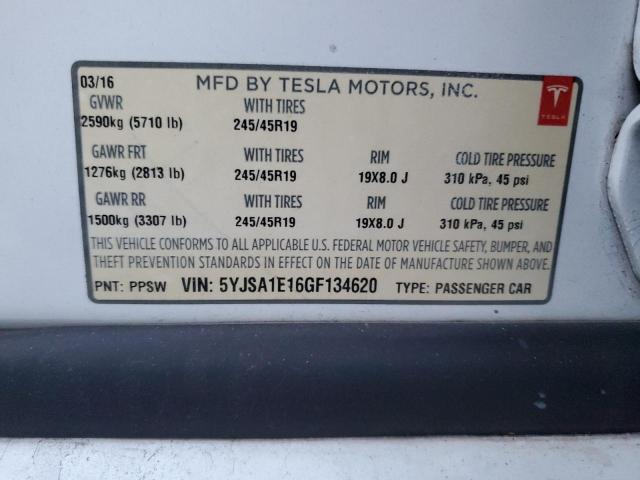 03/16 MFD BY TESLA MOTORS, INC.
TESLA
GVWR WITH TIRES
2590kg (5710 lb) 245/45R19
GAWR FRT WITH TIRES RIM COLD TIRE PRESSURE
1276kg (2813 lb) 245/45R19 19X8.0 J 310 kPa, 45 psi
GAWR RR WITH TIRES RIM COLD TIRE PRESSURE
1500kg (3307 lb) 245/45R19 19X8.0 J 310 kPa, 45 psi
THIS VEHICLE CONFORMS TO ALL APPLICABLE U.S. FEDERAL MOTOR VEHICLE SAFETY, BUMPER, AND
THEFT PREVENTION STANDARDS IN EFFECT ON THE DATE OF MANUFACTURE SHOWN ABOVE.
PNT: PPSW VIN: 5YJSA1E16GF134620 TYPE: PASSENGER CAR